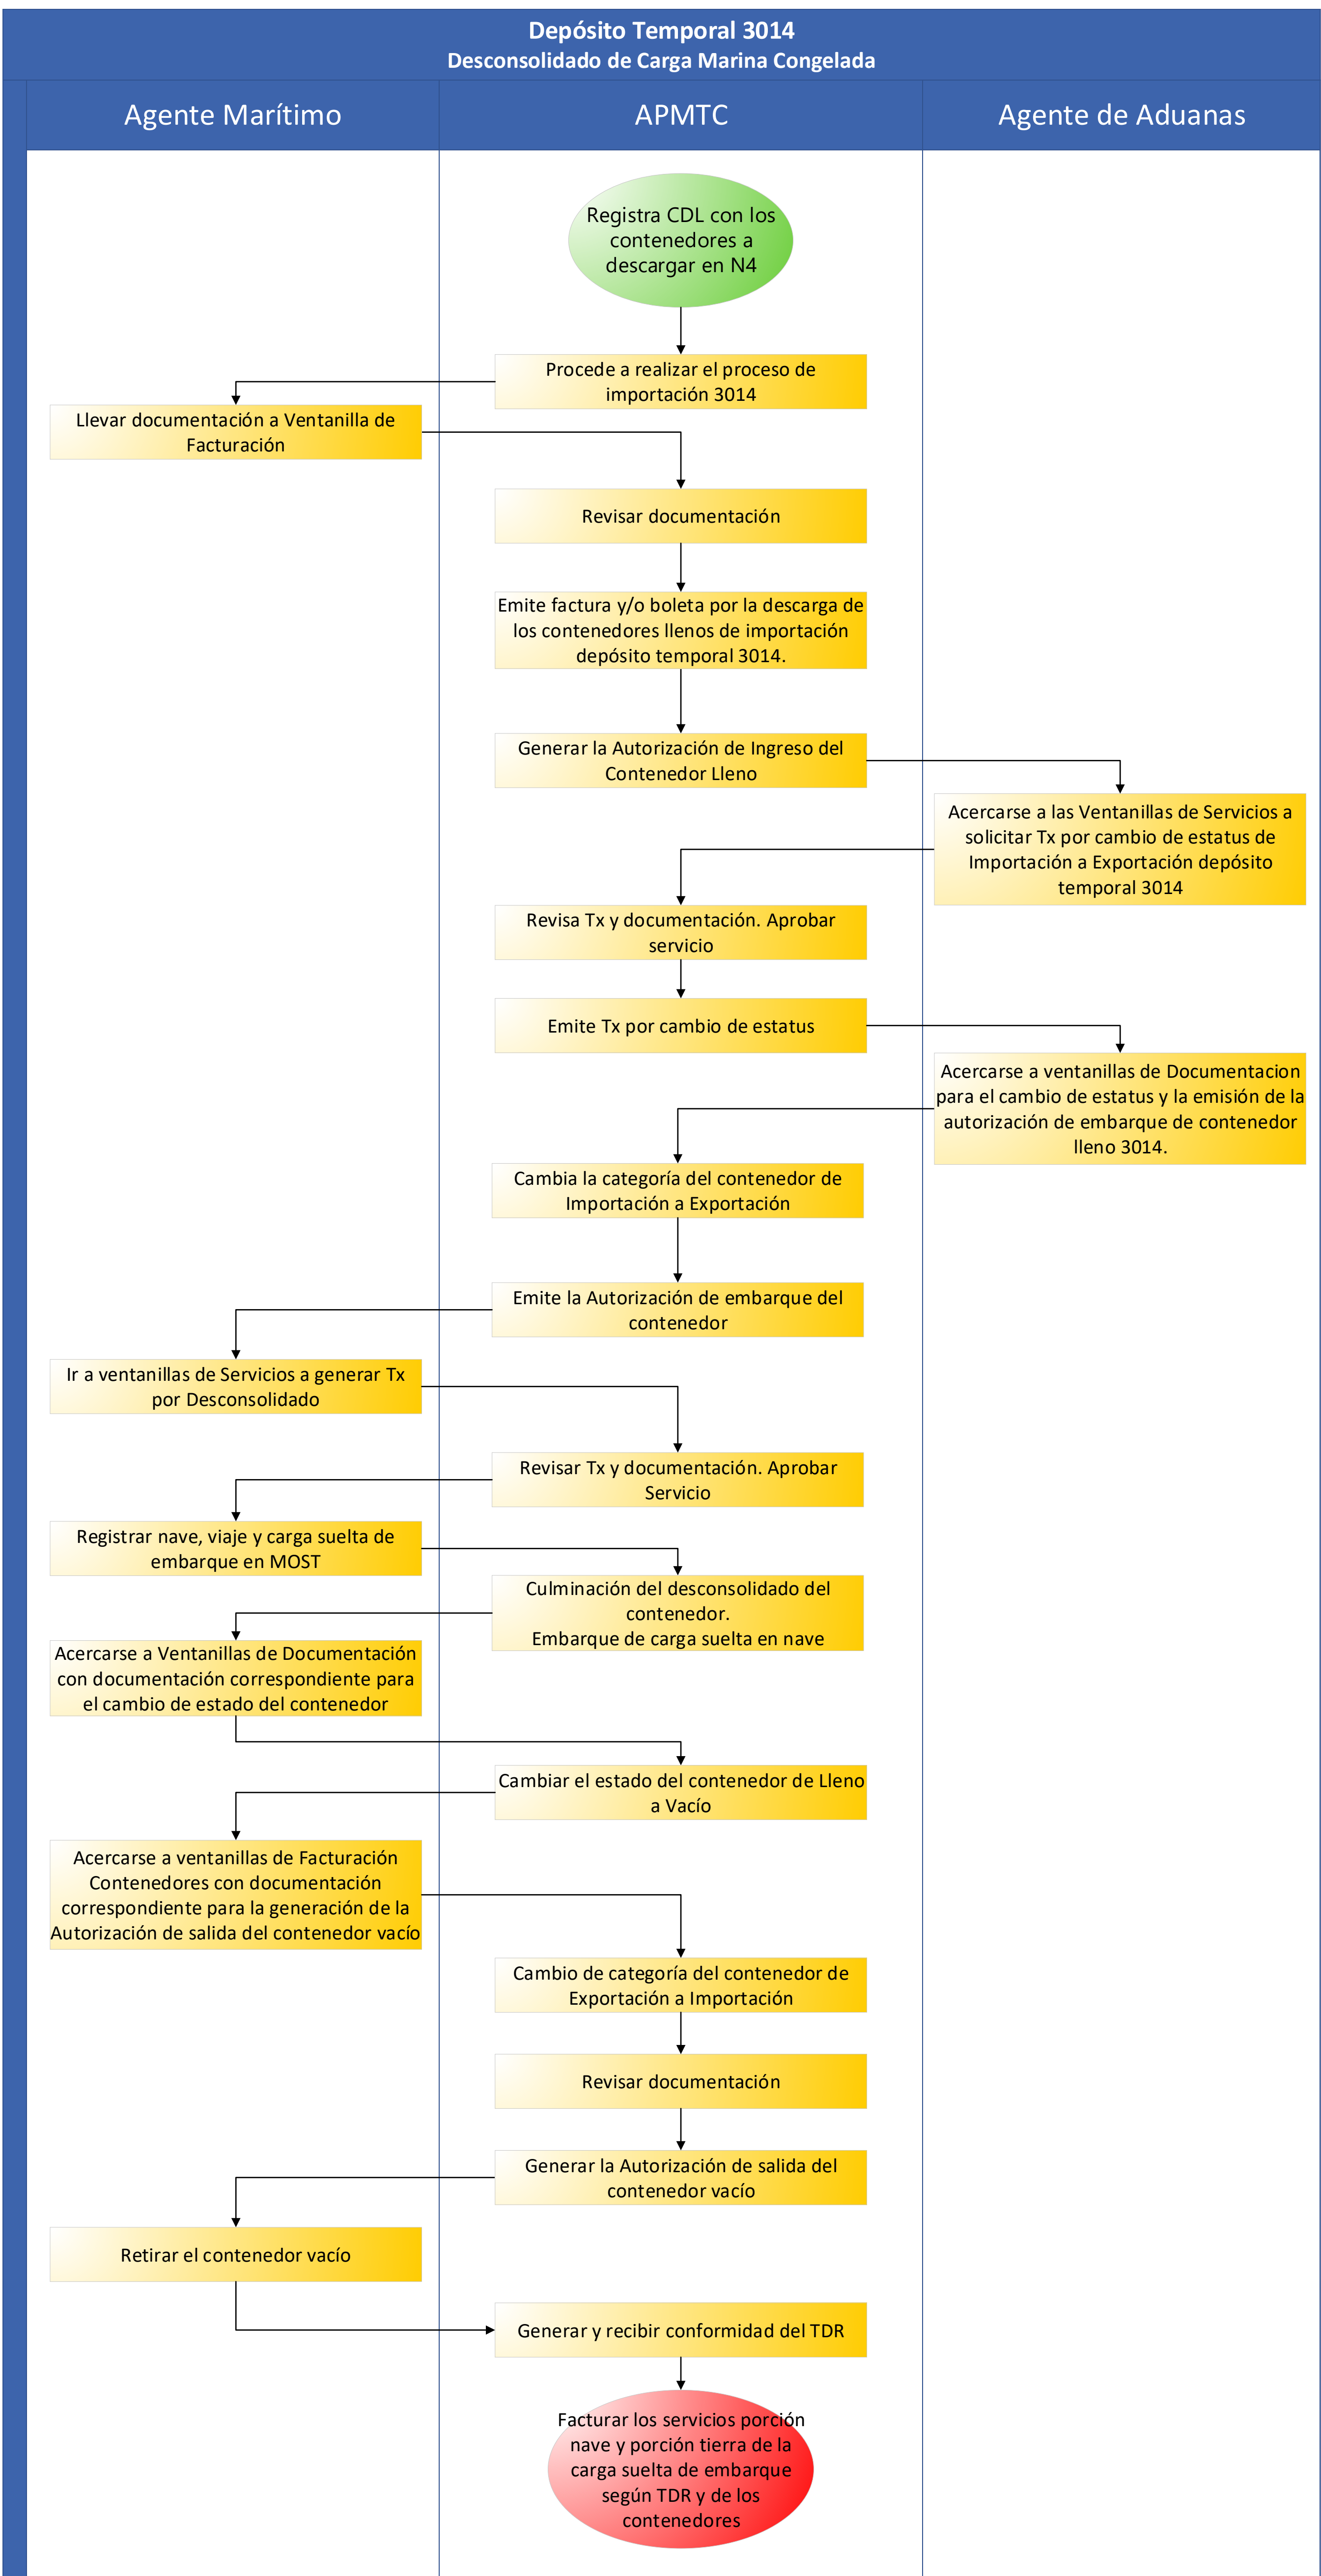 Depósito Temporal 3014
Desconsolidado de Carga Marina Congelada
Agente Marítimo
APMTC
Agente de Aduanas
Registra CDL con los
contenedores a
descargar en N4
Procede a realizar el proceso de
importación 3014
Llevar documentación a Ventanilla de
Facturación
Revisar documentación
Emite factura y/o boleta por la descarga de
los contenedores llenos de importación
depósito temporal 3014.
Generar la Autorización de Ingreso del
Contenedor Lleno
Acercarse a las Ventanillas de Servicios a
solicitar Tx por cambio de estatus de
Importación a Exportación depósito
temporal 3014
Revisa Tx y documentación. Aprobar
servicio
Emite Tx por cambio de estatus
Acercarse a ventanillas de Documentacion
para el cambio de estatus y la emisión de la
autorización de embarque de contenedor
lleno 3014.
Cambia la categoría del contenedor de
Importación a Exportación
Emite la Autorización de embarque del
contenedor
Ir a ventanillas de Servicios a generar Tx
por Desconsolidado
Revisar Tx y documentación. Aprobar
Servicio
Registrar nave, viaje y carga suelta de
embarque en MOST
Culminación del desconsolidado del
contenedor.
Embarque de carga suelta en nave
Acercarse a Ventanillas de Documentación
con documentación correspondiente para
el cambio de estado del contenedor
Cambiar el estado del contenedor de Lleno
a Vacío
Acercarse a ventanillas de Facturación
Contenedores con documentación
correspondiente para la generación de la
Autorización de salida del contenedor vacío
Cambio de categoría del contenedor de
Exportación a Importación
Revisar documentación
Generar la Autorización de salida del
contenedor vacío
Retirar el contenedor vacío
Generar y recibir conformidad del TDR
Facturar los servicios porción
nave y porción tierra de la
carga suelta de embarque
según TDR y de los
contenedores